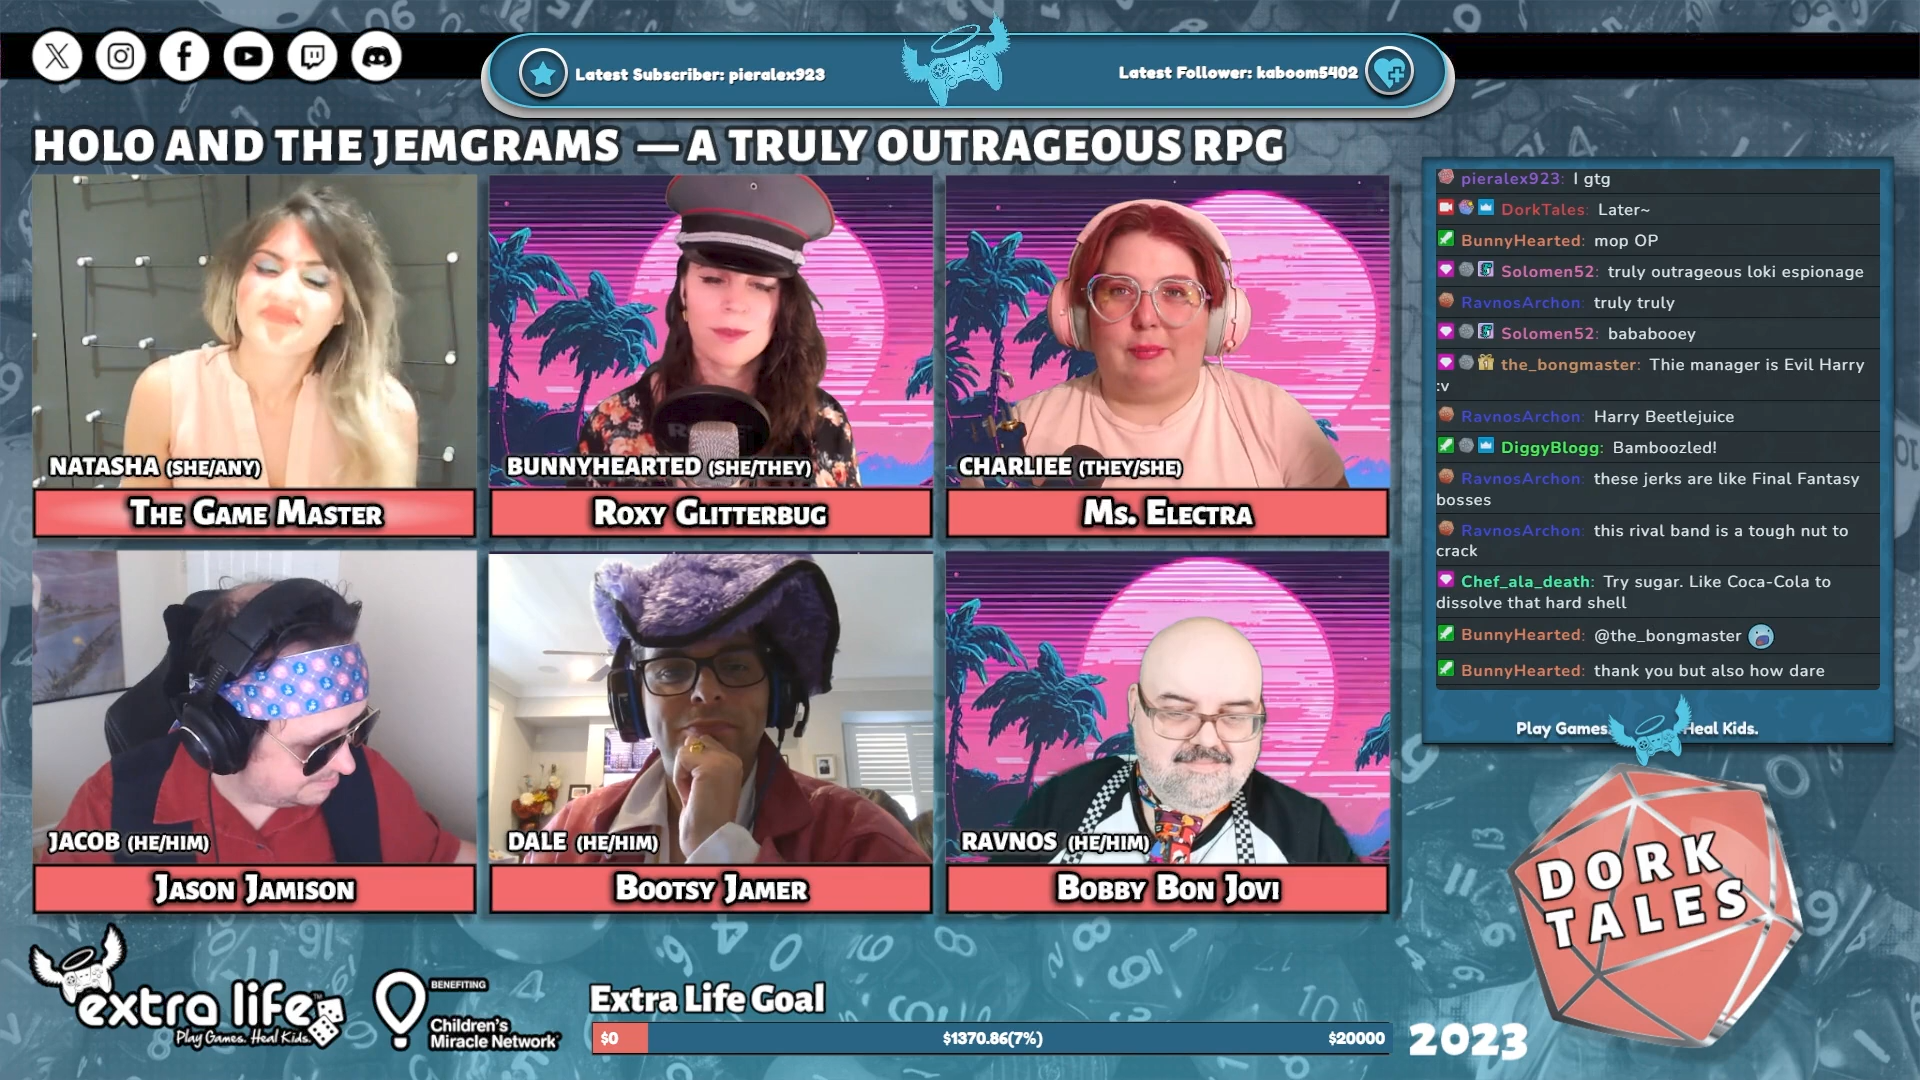 Latest Subscriber: pieralex923
Latest Follower: kaboom5402
HOLO AND THE JEMGRAMS — A TRULY OUTRAGEOUS RPG
NATASHA (SHE/ANY)
THE GAME MASTER
BUNNYHEARTED (SHE/THEY)
ROXY GLITTERBUG
CHARLIEE (THEY/SHE)
MS. ELECTRA
JACOB (HE/HIM)
JASON JAMISON
DALE (HE/HIM)
BOOTSY JAMER
RAVNOS (HE/HIM)
BOBBY BON JOVI
pieralex923: I gtg
DorkTales: Later~
BunnyHearted: mop OP
Solomen52: truly outrageous loki espionage
RavnosArchon: truly truly
Solomen52: bababooey
the_bongmaster: Thie manager is Evil Harry
:v
RavnosArchon: Harry Beetlejuice
DiggyBlogg: Bamboozled!
RavnosArchon: these jerks are like Final Fantasy
bosses
RavnosArchon: this rival band is a tough nut to
crack
Chef_ala_death: Try sugar. Like Coca-Cola to
dissolve that hard shell
BunnyHearted: @the_bongmaster
BunnyHearted: thank you but also how dare
Play Games. Heal Kids.
DORK
TALES
extra life
Play Games. Heal Kids.
BENEFITING
Children's
Miracle Network
Extra Life Goal
$0
$1370.86(7%)
$20000
2023